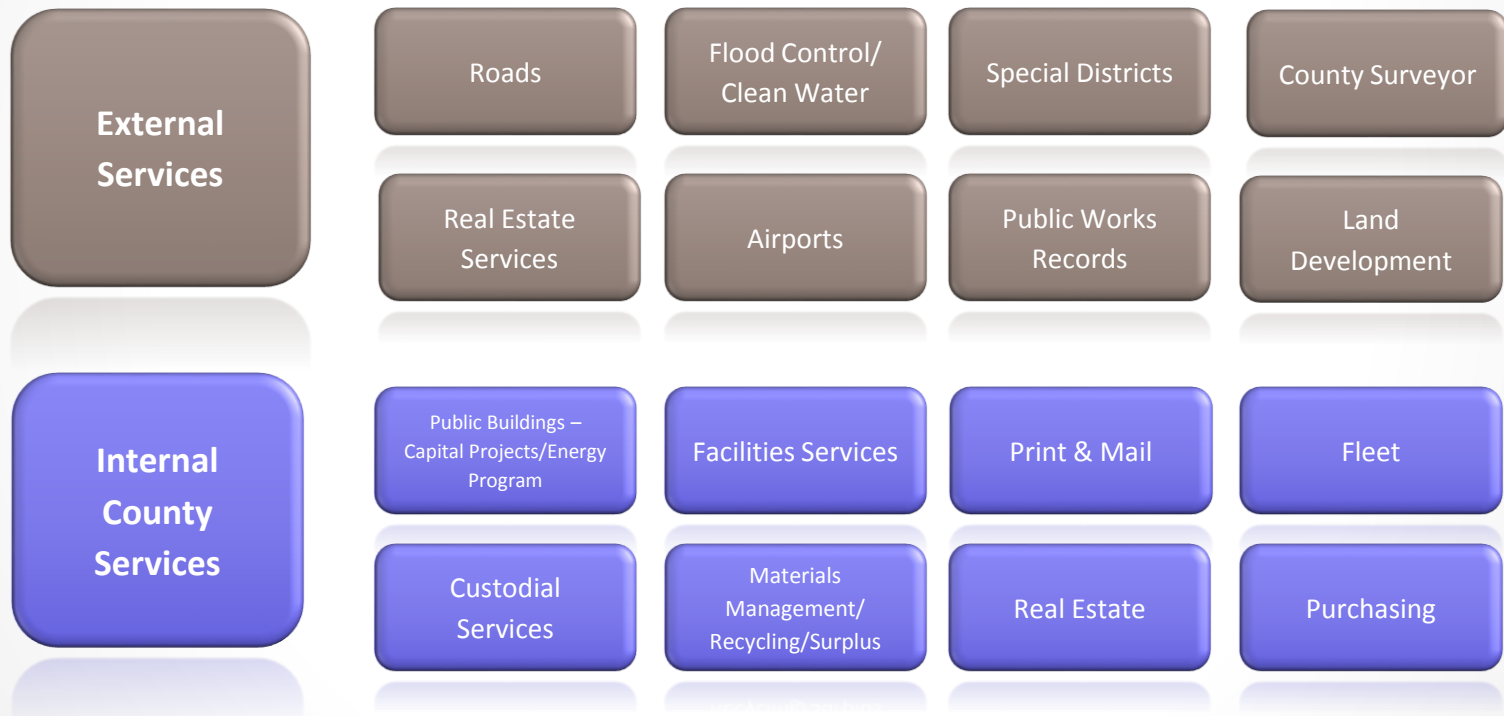 External
Services
Roads
Flood Control/
Clean Water
Special Districts
County Surveyor
Real Estate
Services
Airports
Public Works
Records
Land
Development
Internal
County
Services
Public Buildings –
Capital Projects/Energy
Program
Facilities Services
Print & Mail
Fleet
Custodial
Services
Materials
Management/
Recycling/Surplus
Real Estate
Purchasing